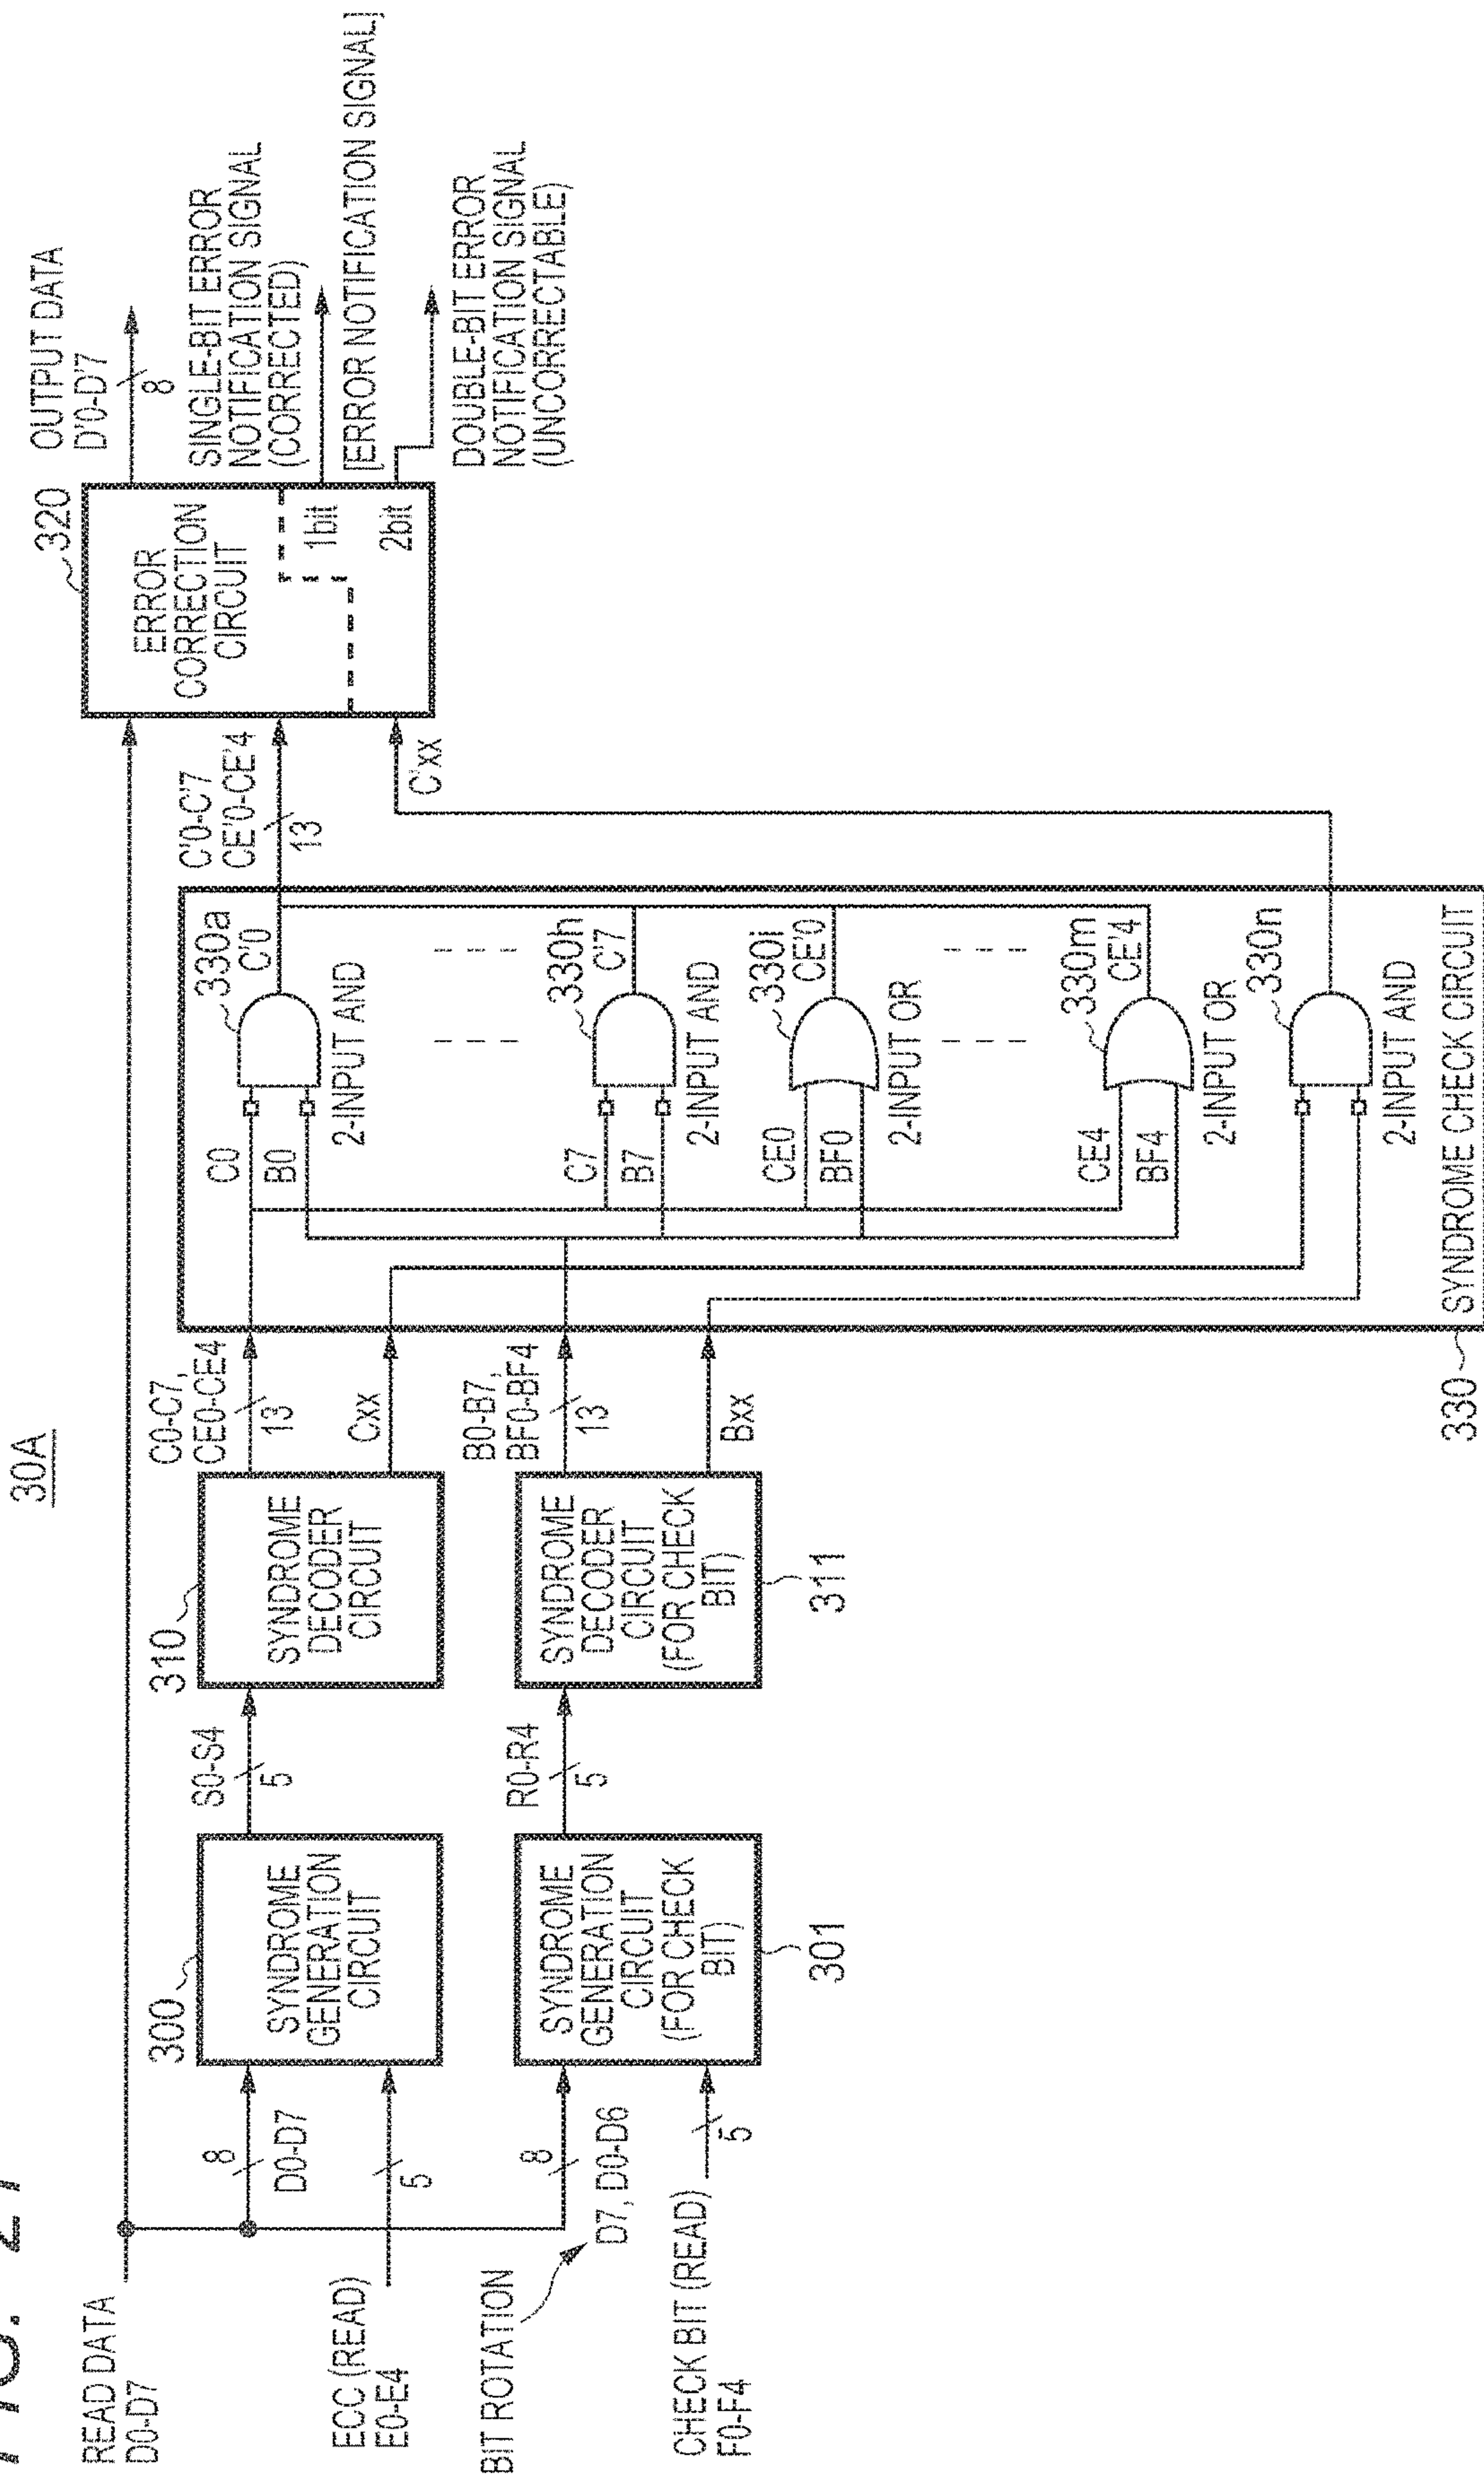 FIG. 21
30A
READ DATA
D0-D7
ECC (READ)
E0-E4
BIT ROTATION
D7, D0-D6
CHECK BIT (READ)
F0-F4
8
D0-D7
5
8
5
300
SYNDROME
GENERATION
CIRCUIT
SYNDROME
GENERATION
CIRCUIT
(FOR CHECK
BIT)
301
S0-S4
5
R0-R4
5
310
SYNDROME
DECODER
CIRCUIT
SYNDROME
DECODER
CIRCUIT
(FOR CHECK
BIT)
311
C0-C7,
CE0-CE4
13
Cxx
B0-B7,
BF0-BF4
13
Bxx
330
SYNDROME CHECK CIRCUIT
C0
B0
330a
C'0
2-INPUT AND
C7
B7
330h
C'7
2-INPUT AND
CE0
BF0
330i
CE'0
2-INPUT OR
CE4
BF4
330m
CE'4
2-INPUT OR
330n
2-INPUT AND
C'0-C'7
CE'0-CE'4
13
C'xx
320
ERROR
CORRECTION
CIRCUIT
1bit
2bit
OUTPUT DATA
D'0-D'7
8
SINGLE-BIT ERROR
NOTIFICATION SIGNAL
(CORRECTED)
[ERROR NOTIFICATION SIGNAL]
DOUBLE-BIT ERROR
NOTIFICATION SIGNAL
(UNCORECTABLE)